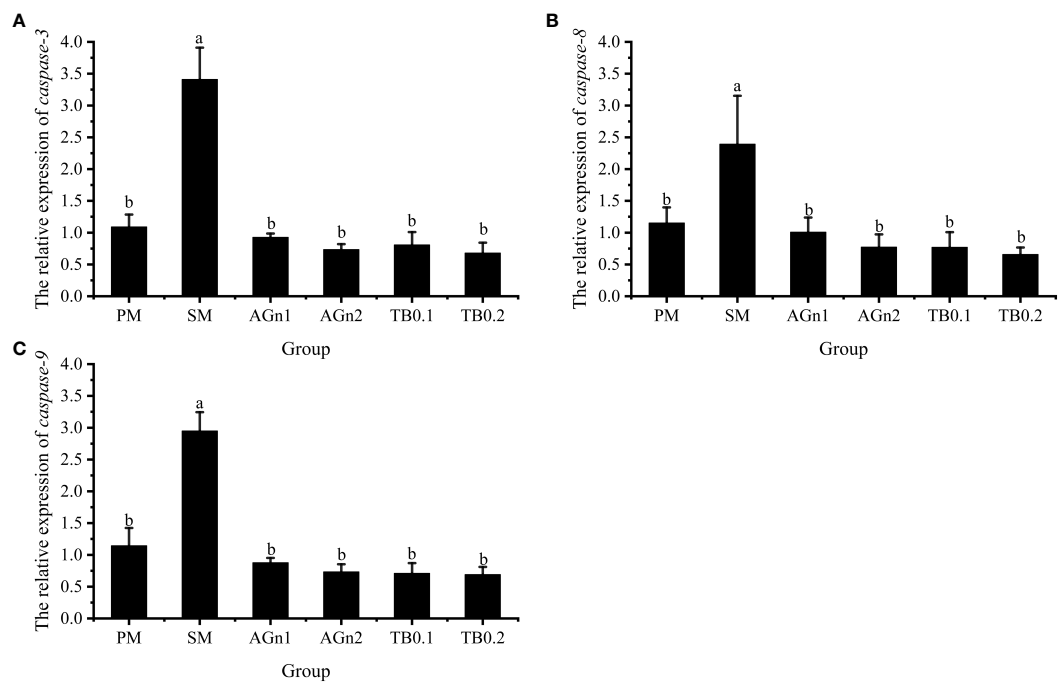 A
The relative expression of caspase-3
4.0
3.5
3.0
2.5
2.0
1.5
1.0
0.5
0.0
b
a
b
b
b
b
PM SM AGn1 AGn2 TB0.1 TB0.2
Group
B
The relative expression of caspase-8
4.0
3.5
3.0
2.5
2.0
1.5
1.0
0.5
0.0
b
a
b
b
b
b
PM SM AGn1 AGn2 TB0.1 TB0.2
Group
C
The relative expression of caspase-9
4.0
3.5
3.0
2.5
2.0
1.5
1.0
0.5
0.0
b
a
b
b
b
b
PM SM AGn1 AGn2 TB0.1 TB0.2
Group